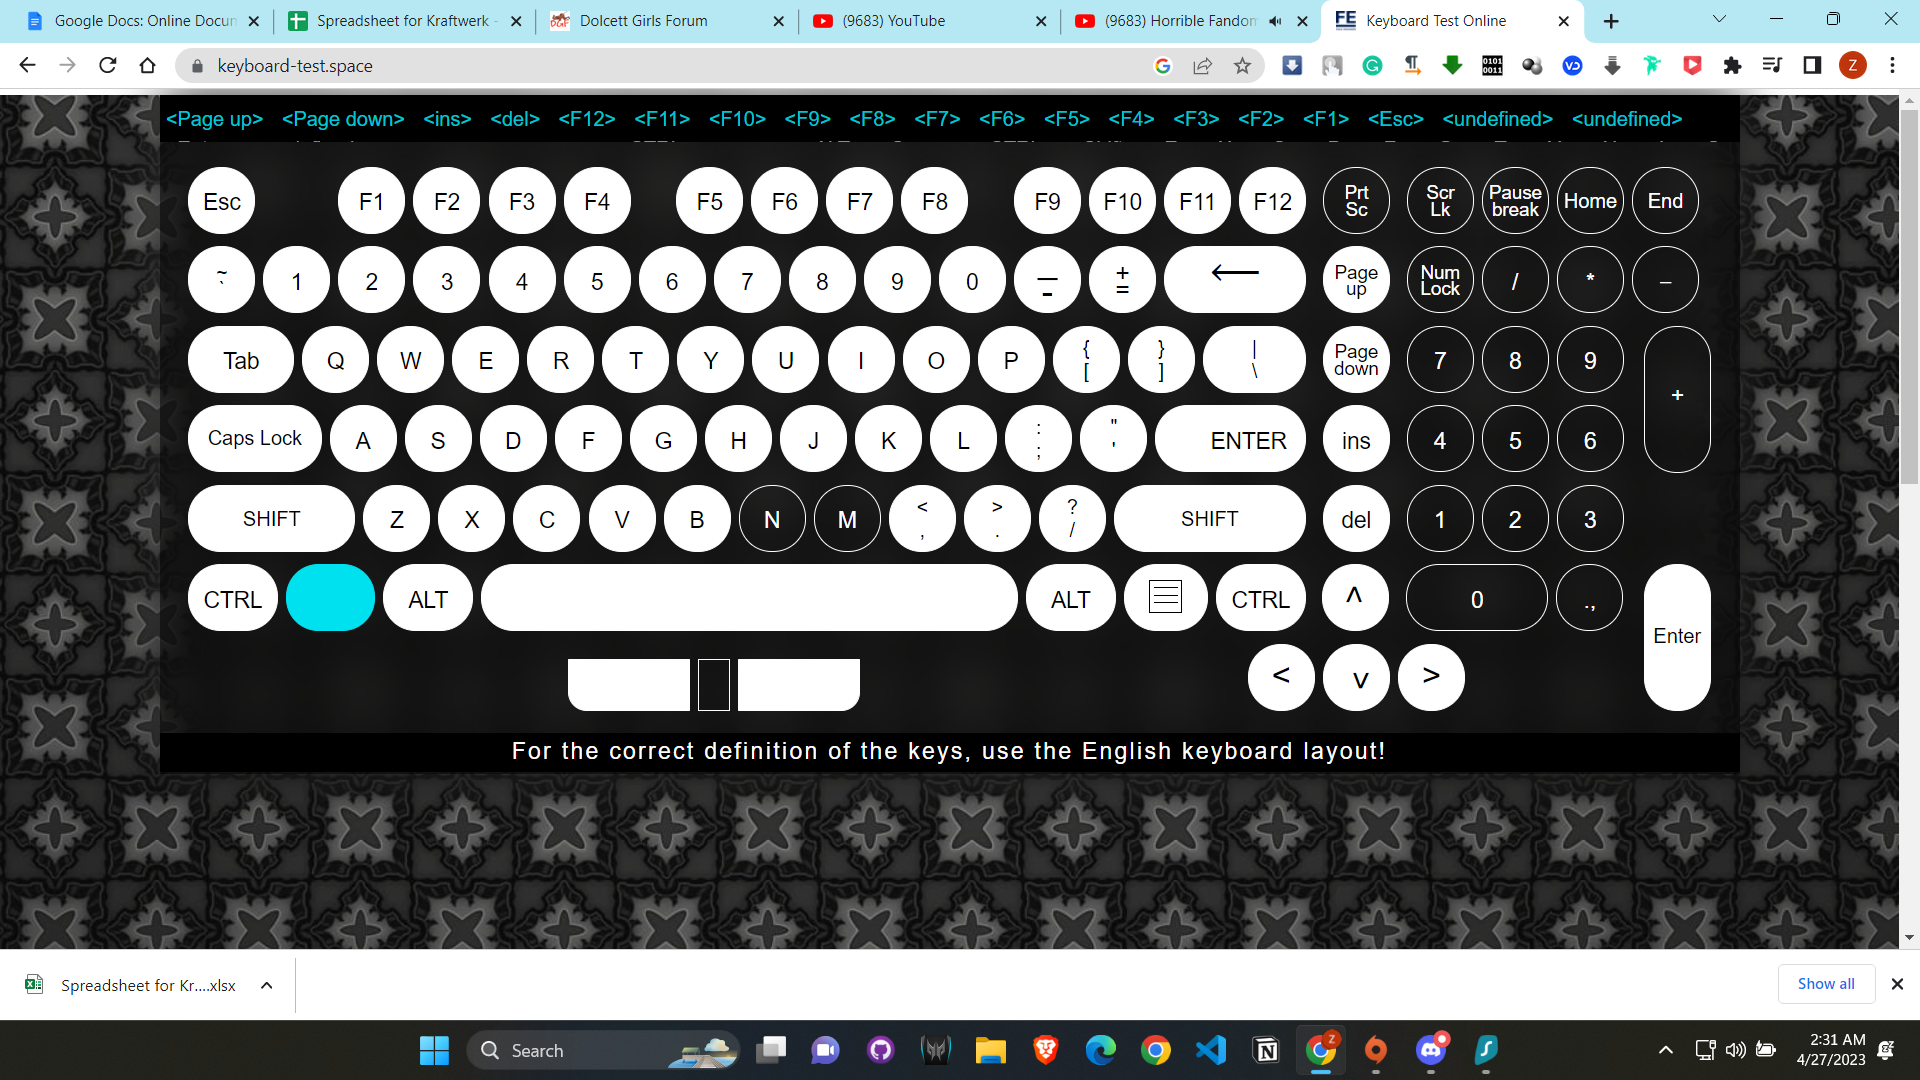 Google Docs: Online Docun
Spreadsheet for Kraftwerk -
Dolcett Girls Forum
(9683) YouTube
(9683) Horrible Fandom
Keyboard Test Online
keyboard-test.space
Z
<Page up> <Page down> <ins> <del> <F12> <F11> <F10> <F9> <F8> <F7> <F6> <F5> <F4> <F3> <F2> <F1> <Esc> <undefined> <undefined>
Esc F1 F2 F3 F4 F5 F6 F7 F8 F9 F10 F11 F12 Prt Sc Scr Lk Pause break Home End
~ ` 1 2 3 4 5 6 7 8 9 0 — - + = ⟵ Page up Num Lock / * –
Tab Q W E R T Y U I O P { [ } ] | \ Page down 7 8 9 +
Caps Lock A S D F G H J K L : ; " ' ENTER ins 4 5 6
SHIFT Z X C V B N M < , > . ? / SHIFT del 1 2 3
CTRL ALT ALT CTRL ^ 0 ., Enter
< v >
For the correct definition of the keys, use the English keyboard layout!
Spreadsheet for Kr....xlsx
Show all
Search
2:31 AM
4/27/2023